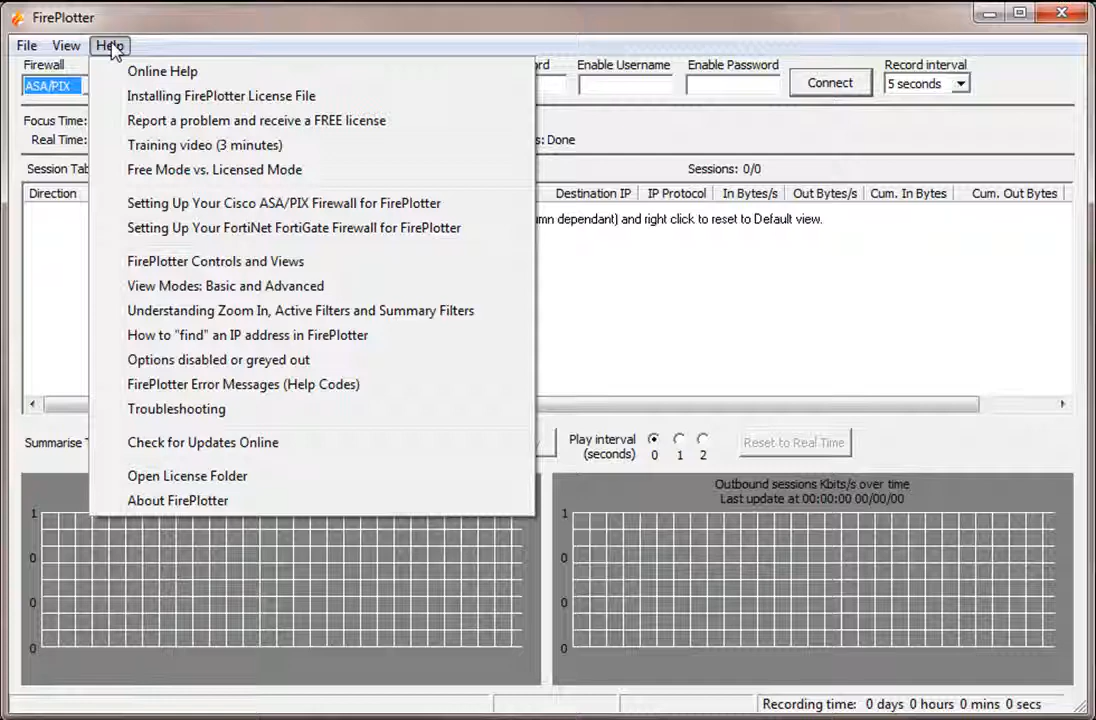 FirePlotter
File View Help
Firewall
Enable Username Enable Password Record interval
ASA/PIX
Connect
5 seconds
Online Help
Installing FirePlotter License File
Report a problem and receive a FREE license
Training video (3 minutes)
Free Mode vs. Licensed Mode
Setting Up Your Cisco ASA/PIX Firewall for FirePlotter
Setting Up Your FortiNet FortiGate Firewall for FirePlotter
FirePlotter Controls and Views
View Modes: Basic and Advanced
Understanding Zoom In, Active Filters and Summary Filters
How to "find" an IP address in FirePlotter
Options disabled or greyed out
FirePlotter Error Messages (Help Codes)
Troubleshooting
Check for Updates Online
Open License Folder
About FirePlotter
Focus Time:
Real Time:
s: Done
Session Tab
Sessions: 0/0
Direction
Destination IP IP Protocol In Bytes/s Out Bytes/s Cum. In Bytes Cum. Out Bytes
mn dependant) and right click to reset to Default view.
Summarise
Play interval
(seconds)
0 1 2
Reset to Real Time
Outbound sessions Kbits/s over time
Last update at 00:00:00 00/00/00
1
0
0
0
1
0
0
0
Recording time: 0 days 0 hours 0 mins 0 secs